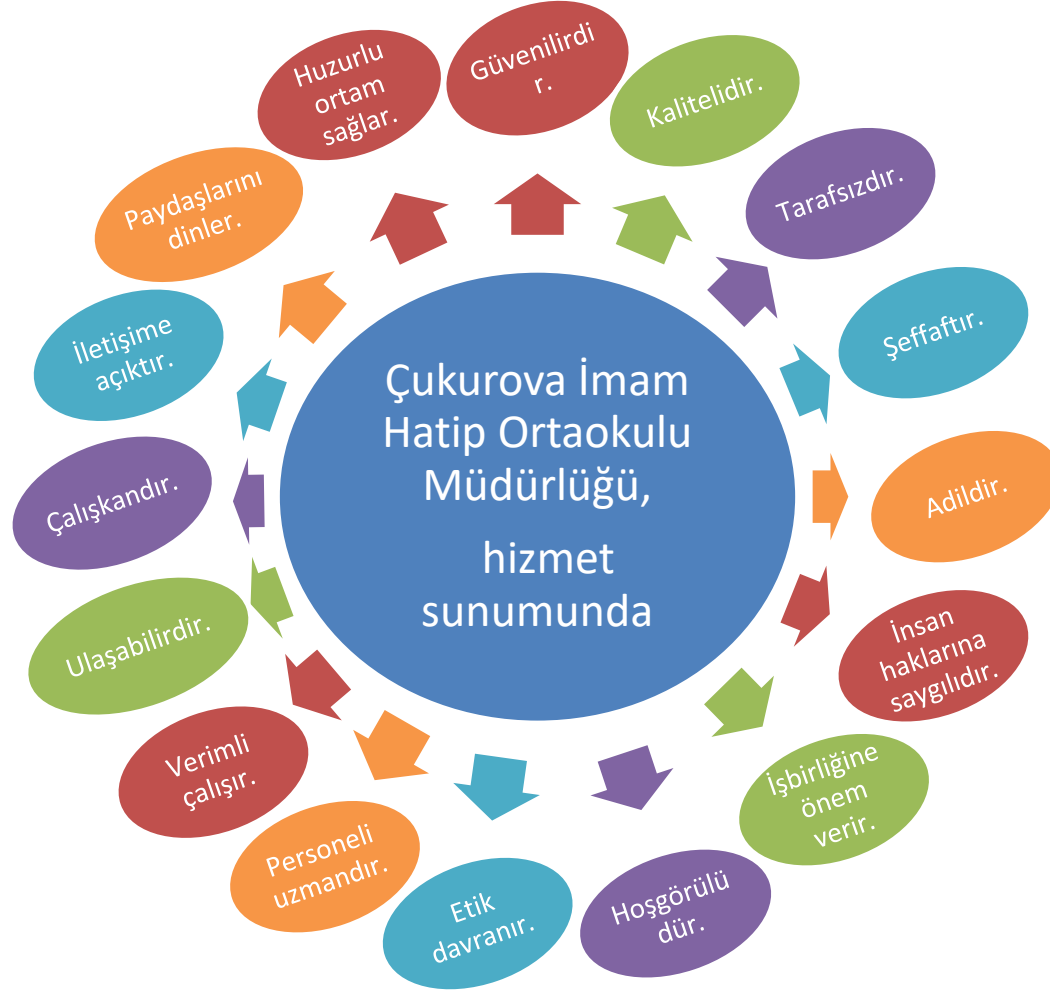 Çukurova İmam
Hatip Ortaokulu
Müdürlüğü,
hizmet
sunumunda
Güvenilirdi
r.
Kalitelidir.
Tarafsızdır.
Şeffaftır.
Adildir.
İnsan
haklarına
saygılıdır.
İşbirliğine
önem
verir.
Hoşgörülü
dür.
Etik
davranır.
Personeli
uzmandır.
Verimli
çalışır.
Ulaşabilirdir.
Çalışkandır.
İletişime
açıktır.
Paydaşlarını
dinler.
Huzurlu
ortam
sağlar.